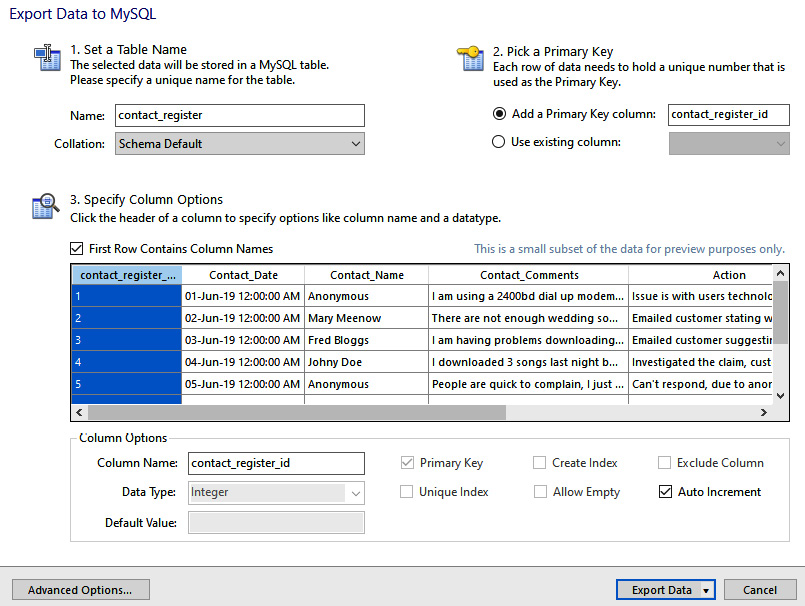 Export Data to MySQL
1. Set a Table Name
The selected data will be stored in a MySQL table.
Please specify a unique name for the table.
Name: contact_register
Collation: Schema Default
2. Pick a Primary Key
Each row of data needs to hold a unique number that is
used as the Primary Key.
Add a Primary Key column: contact_register_id
Use existing column:
3. Specify Column Options
Click the header of a column to specify options like column name and a datatype.
First Row Contains Column Names This is a small subset of the data for preview purposes only.
contact_register_... Contact_Date Contact_Name Contact_Comments Action
1 01-Jun-19 12:00:00 AM Anonymous I am using a 2400bd dial up modem... Issue is with users technolo
2 02-Jun-19 12:00:00 AM Mary Meenow There are not enough wedding so... Emailed customer stating w
3 03-Jun-19 12:00:00 AM Fred Bloggs I am having problems downloading... Emailed customer suggestin
4 04-Jun-19 12:00:00 AM Johny Doe I downloaded 3 songs last night b... Investigated the claim, cust
5 05-Jun-19 12:00:00 AM Anonymous People are quick to complain, I just ... Can't respond, due to anor
Column Options
Column Name: contact_register_id Primary Key Create Index Exclude Column
Data Type: Integer Unique Index Allow Empty Auto Increment
Default Value:
Advanced Options... Export Data Cancel